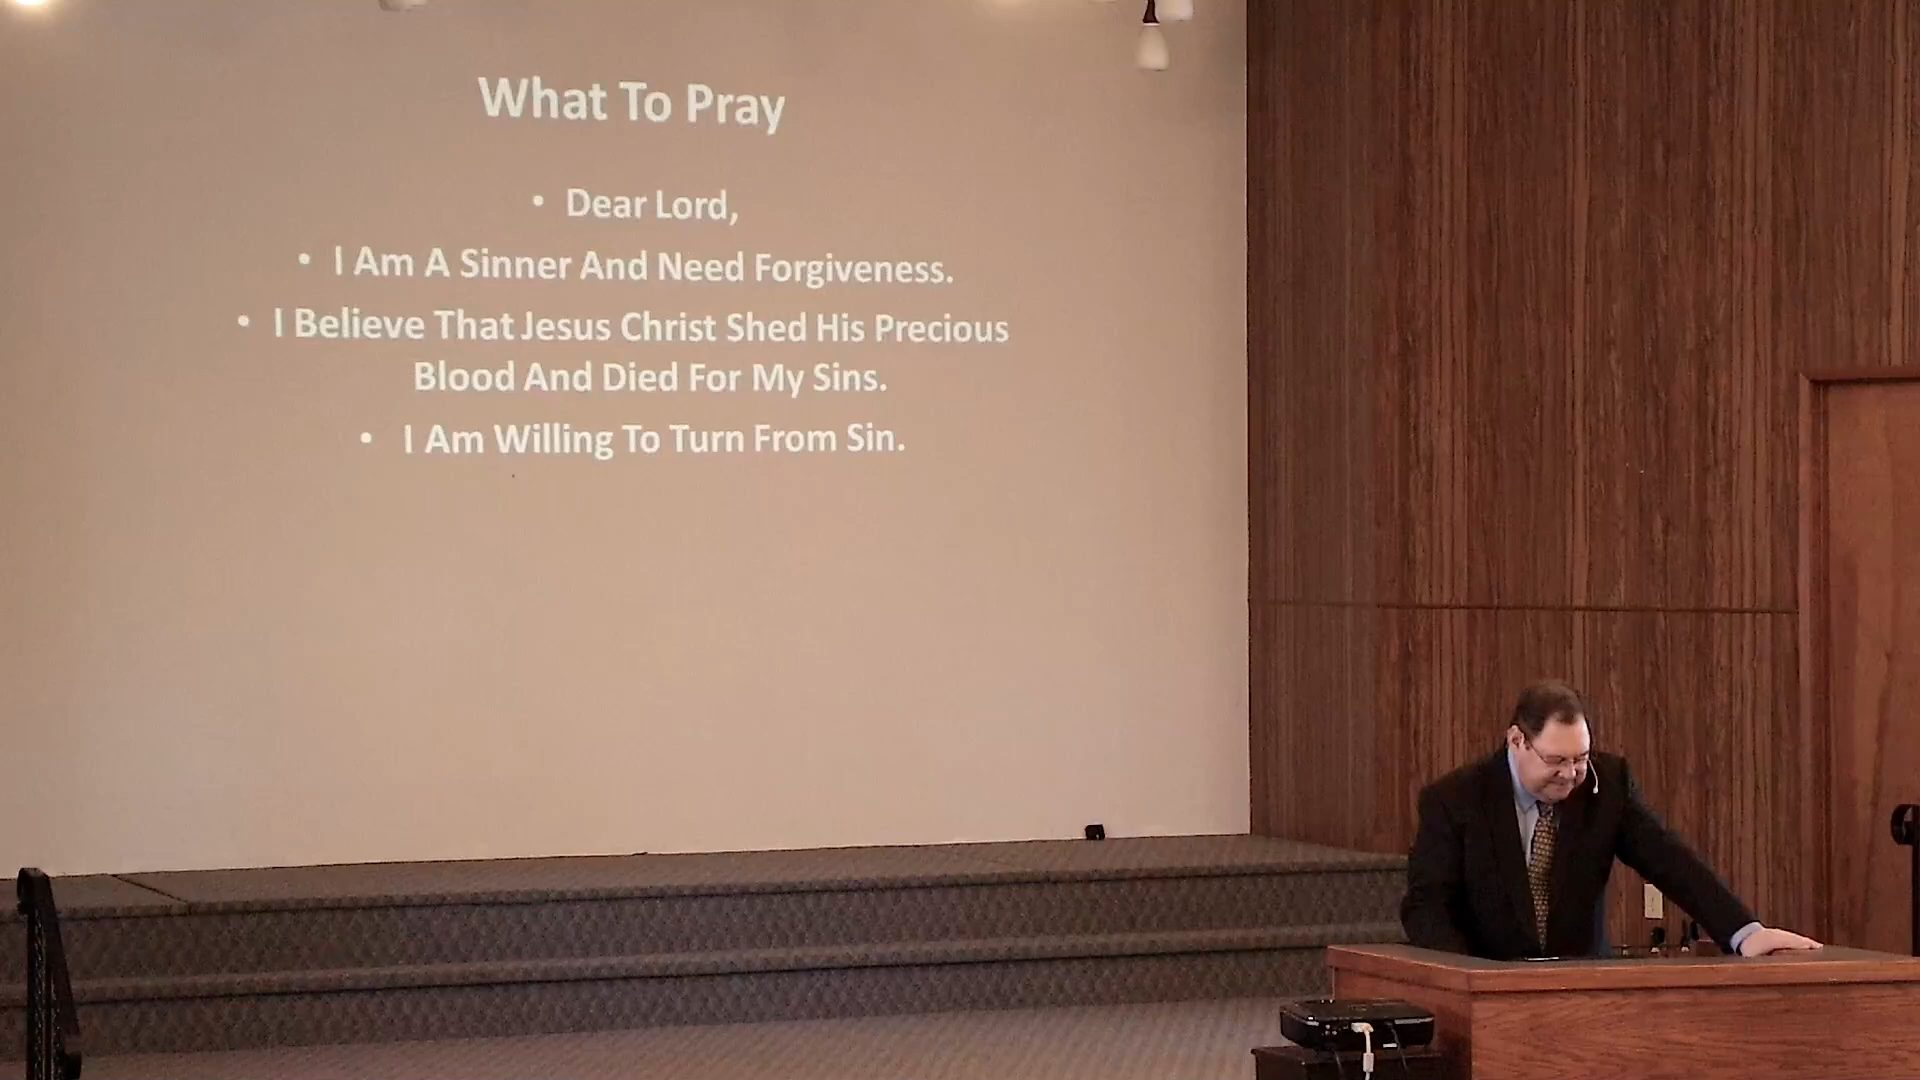 What To Pray
• Dear Lord,
• I Am A Sinner And Need Forgiveness.
• I Believe That Jesus Christ Shed His Precious
Blood And Died For My Sins.
• I Am Willing To Turn From Sin.